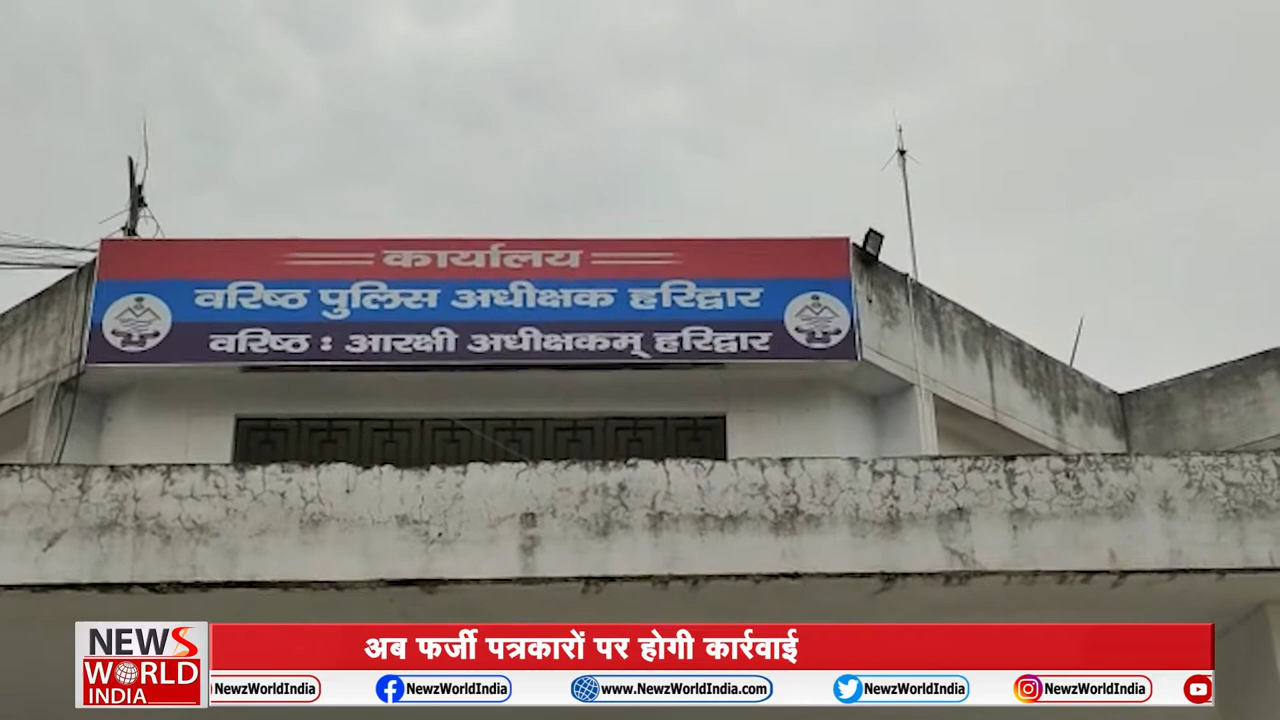 कार्यालय
वरिष्ठ पुलिस अधीक्षक हरिद्वार
वरिष्ठ : आरक्षी अधीक्षकम् हरिद्वार
अब फर्जी पत्रकारों पर होगी कार्रवाई
NEWS
WORLD
INDIA
NewzWorldIndia NewzWorldIndia www.NewzWorldIndia.com NewzWorldIndia NewzWorldIndia